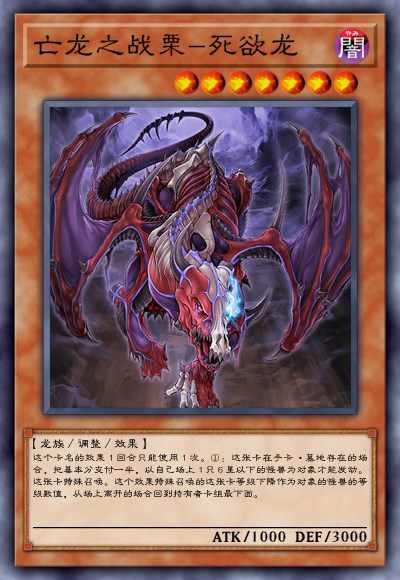 亡龙之战栗-死欲龙
やみ
闇
【龙族/调整/效果】
这个卡名的效果1回合只能使用1次。①：这张卡在手卡·墓地存在的场
合，把基本分支付一半，以自己场上1只6星以下的怪兽为对象才能发动。
这张卡特殊召唤。这个效果特殊召唤的这张卡等级下降作为对象的怪兽的等
级数值，从场上离开的场合回到持有者卡组最下面。
ATK/1000 DEF/3000